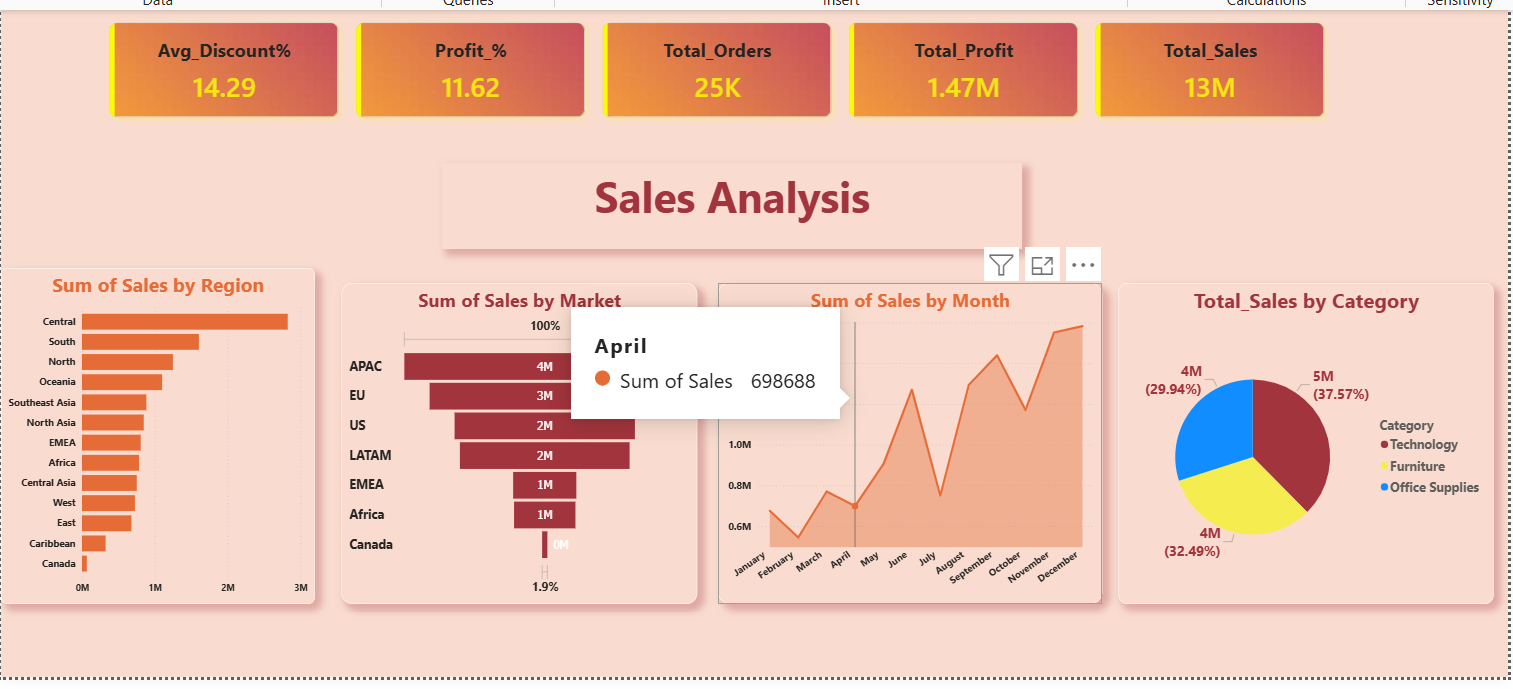 Data Queries Insert Calculations Sensitivity
Avg_Discount%
14.29
Profit_%
11.62
Total_Orders
25K
Total_Profit
1.47M
Total_Sales
13M
Sales Analysis
Sum of Sales by Region
Central
South
North
Oceania
Southeast Asia
North Asia
EMEA
Africa
Central Asia
West
East
Caribbean
Canada
0M 1M 2M 3M
Sum of Sales by Market
100%
APAC 4M
EU 3M
US 2M
LATAM 2M
EMEA 1M
Africa 1M
Canada 0M
1.9%
Sum of Sales by Month
April
Sum of Sales 698688
1.0M
0.8M
0.6M
January February March April May June July August September October November December
Total_Sales by Category
4M
(29.94%)
5M
(37.57%)
4M
(32.49%)
Category
Technology
Furniture
Office Supplies